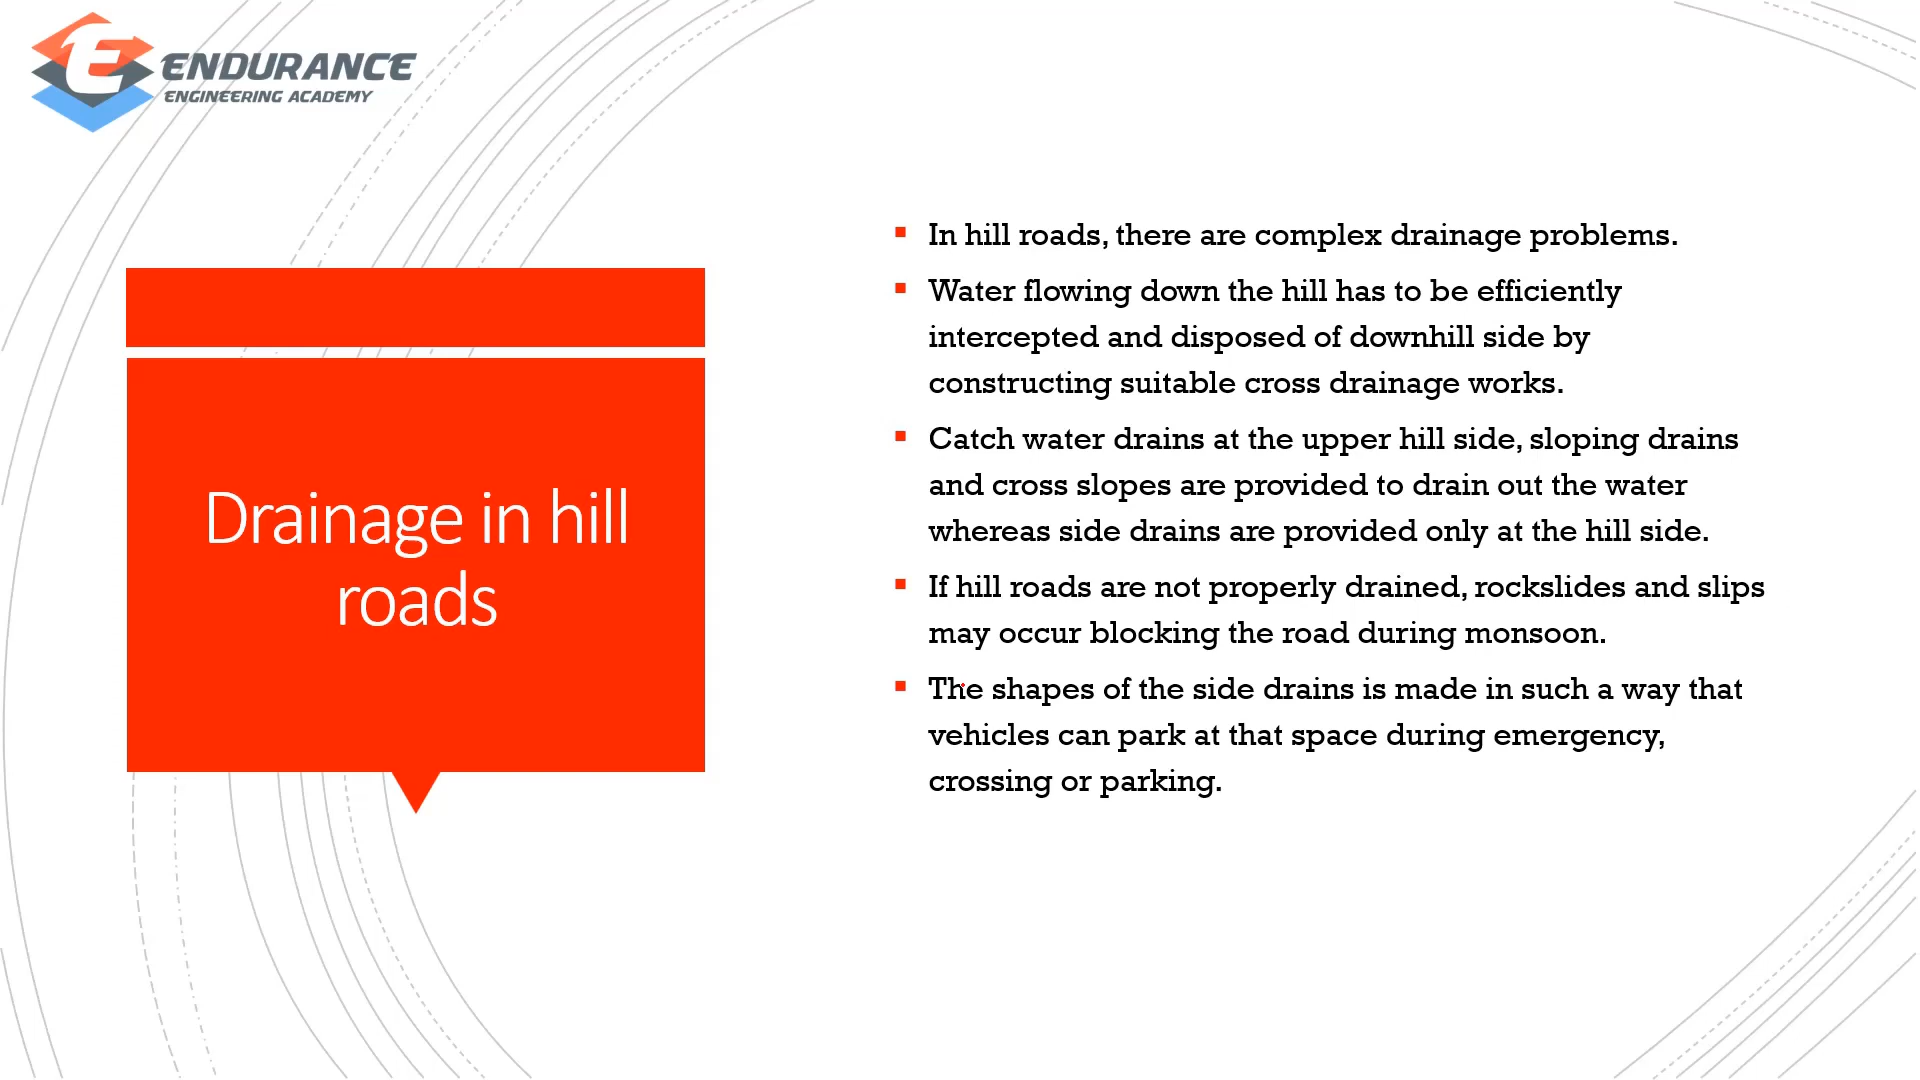 ENDURANCE
ENGINEERING ACADEMY
Drainage in hill
roads
▪ In hill roads, there are complex drainage problems.
▪ Water flowing down the hill has to be efficiently
intercepted and disposed of downhill side by
constructing suitable cross drainage works.
▪ Catch water drains at the upper hill side, sloping drains
and cross slopes are provided to drain out the water
whereas side drains are provided only at the hill side.
▪ If hill roads are not properly drained, rockslides and slips
may occur blocking the road during monsoon.
▪ The shapes of the side drains is made in such a way that
vehicles can park at that space during emergency,
crossing or parking.